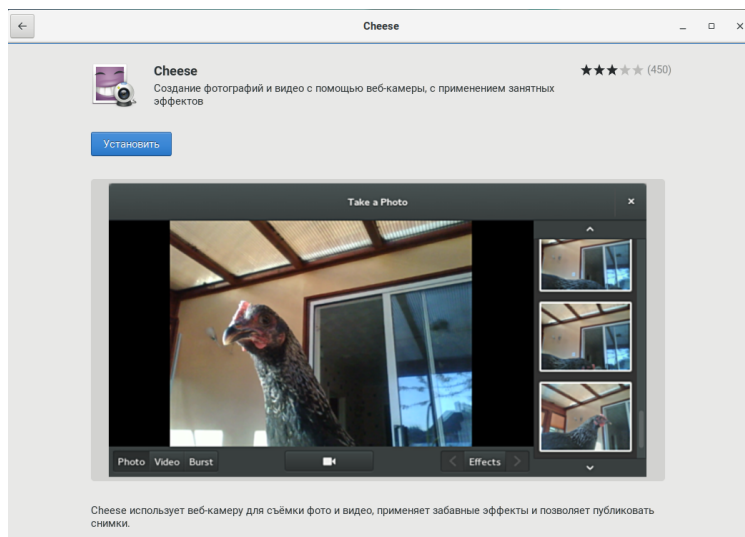 Cheese
Cheese
(450)
Создание фотографий и видео с помощью веб-камеры, с применением занятных
эффектов
Установить
Take a Photo
Photo Video Burst
Effects
Cheese использует веб-камеру для съёмки фото и видео, применяет забавные эффекты и позволяет публиковать
снимки.